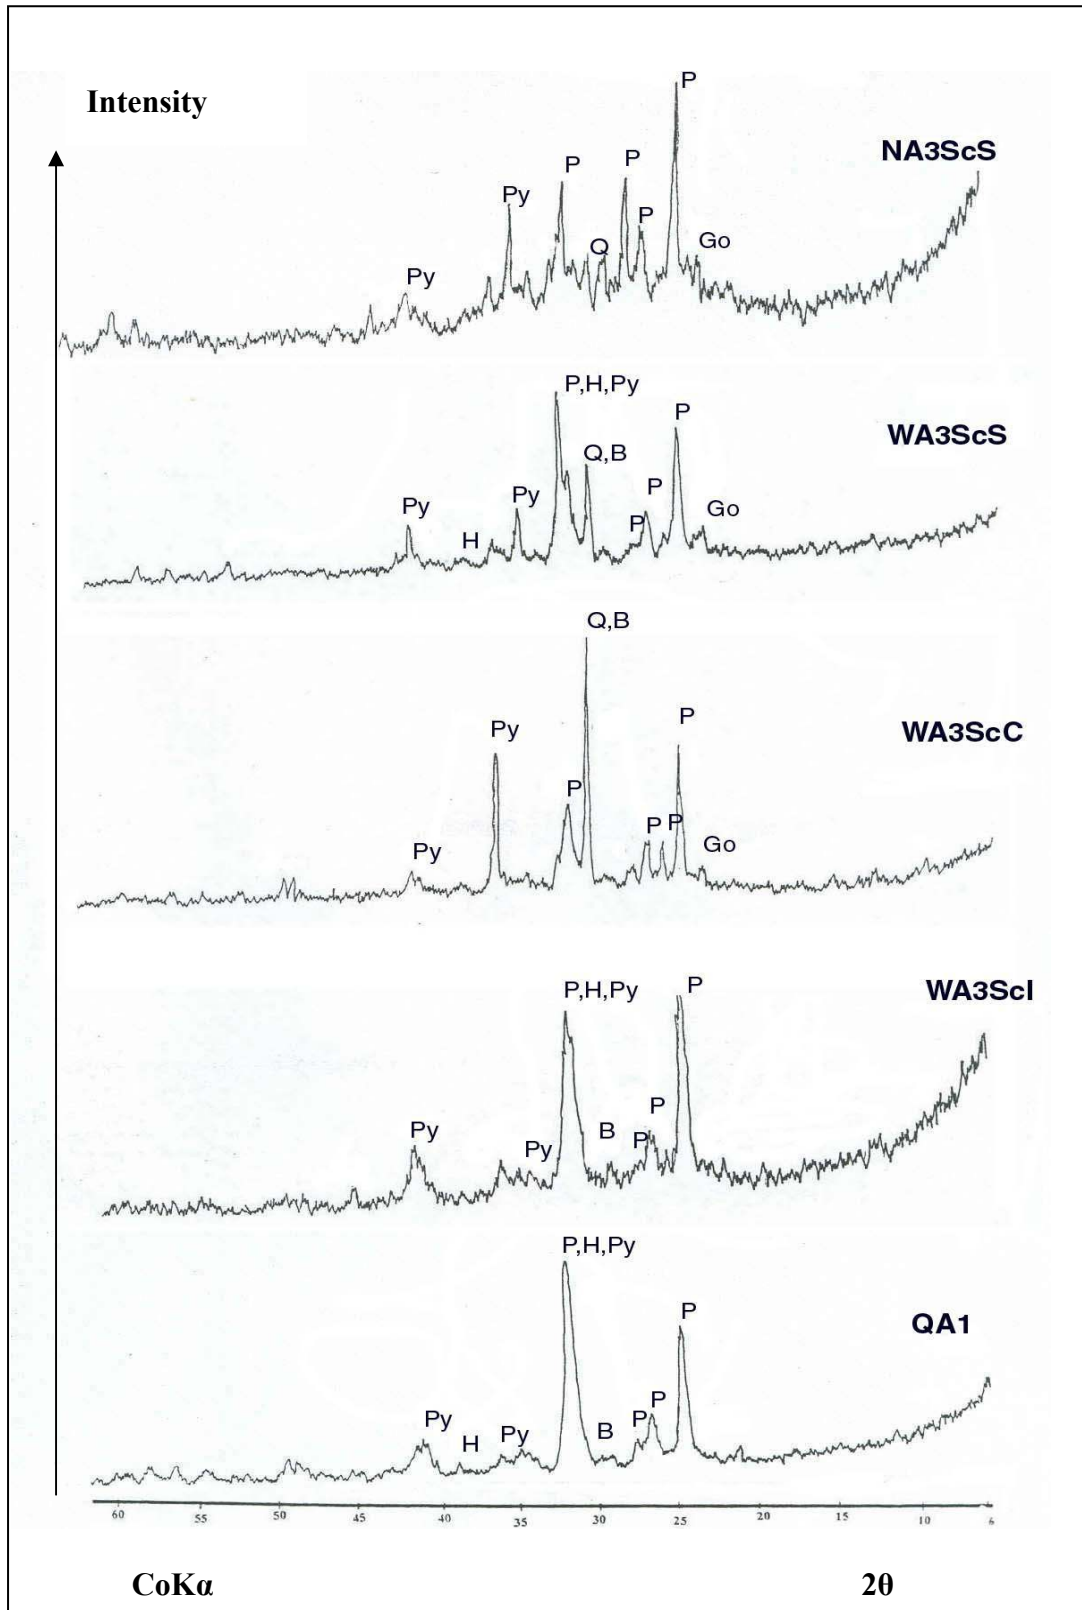 Intensity
P
NA3ScS
P P
Py
P
Q Go
Py
P,H,Py
P
WA3ScS
Q,B
Py Py P
H P Go
Q,B
P
Py WA3ScC
P
P P
Py Go
P,H,Py P WA3ScI
P
Py B
Py P
P,H,Py
P
QA1
P
Py B P
H Py
60 55 50 45 40 35 30 25 20 15 10 6
CoKα 2θ